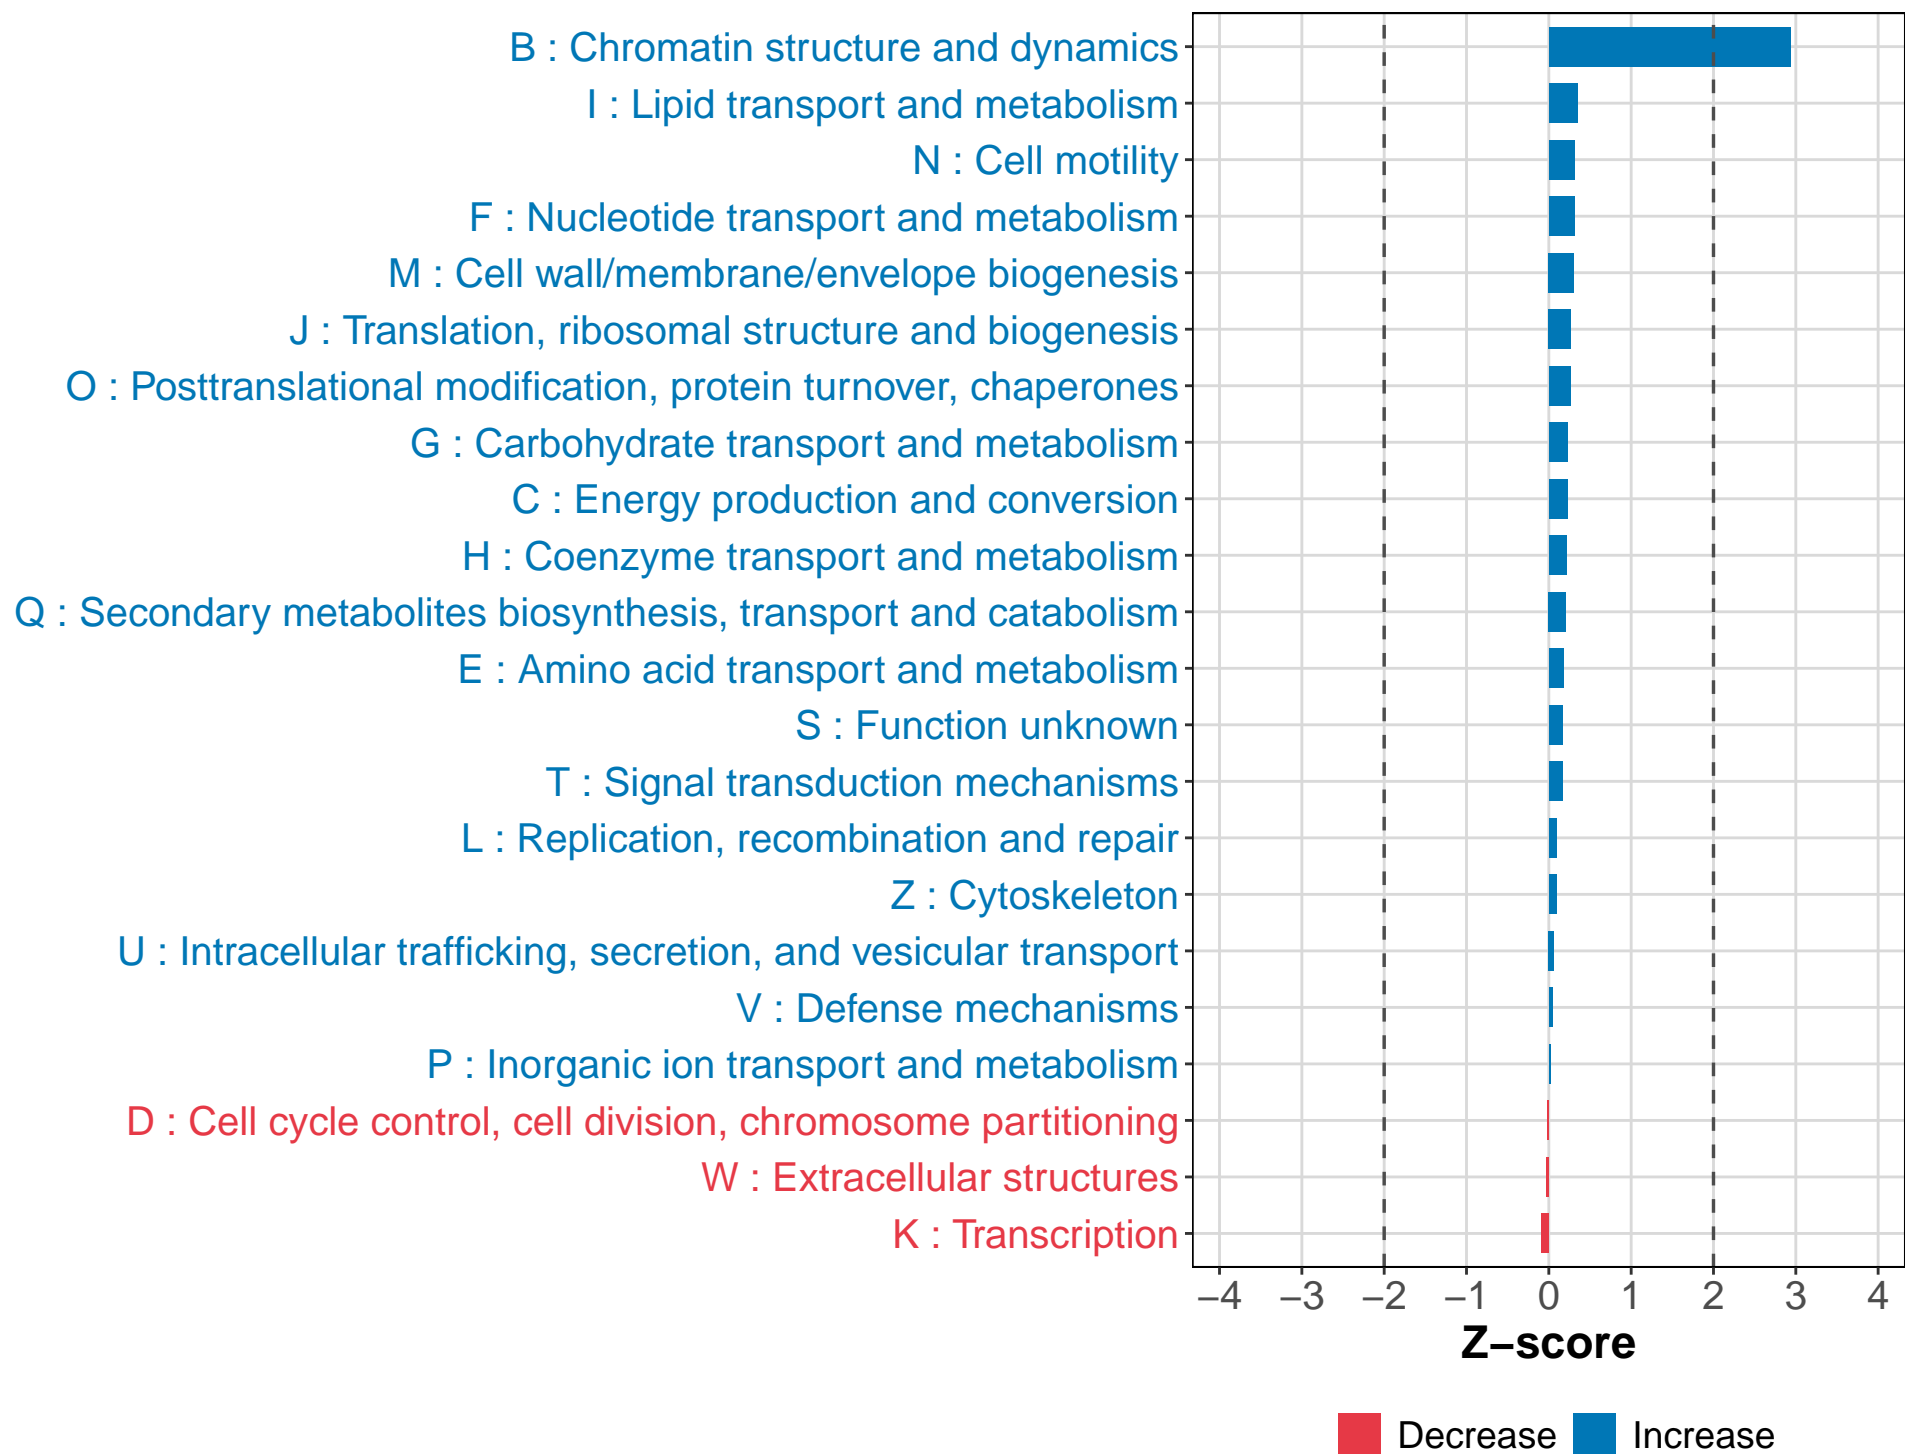 B : Chromatin structure and dynamics
I : Lipid transport and metabolism
N : Cell motility
F : Nucleotide transport and metabolism
M : Cell wall/membrane/envelope biogenesis
J : Translation, ribosomal structure and biogenesis
O : Posttranslational modification, protein turnover, chaperones
G : Carbohydrate transport and metabolism
C : Energy production and conversion
H : Coenzyme transport and metabolism
Q : Secondary metabolites biosynthesis, transport and catabolism
E : Amino acid transport and metabolism
S : Function unknown
T : Signal transduction mechanisms
L : Replication, recombination and repair
Z : Cytoskeleton
U : Intracellular trafficking, secretion, and vesicular transport
V : Defense mechanisms
P : Inorganic ion transport and metabolism
D : Cell cycle control, cell division, chromosome partitioning
W : Extracellular structures
K : Transcription
−4 −3 −2 −1 0 1 2 3 4
Z−score
Decrease Increase